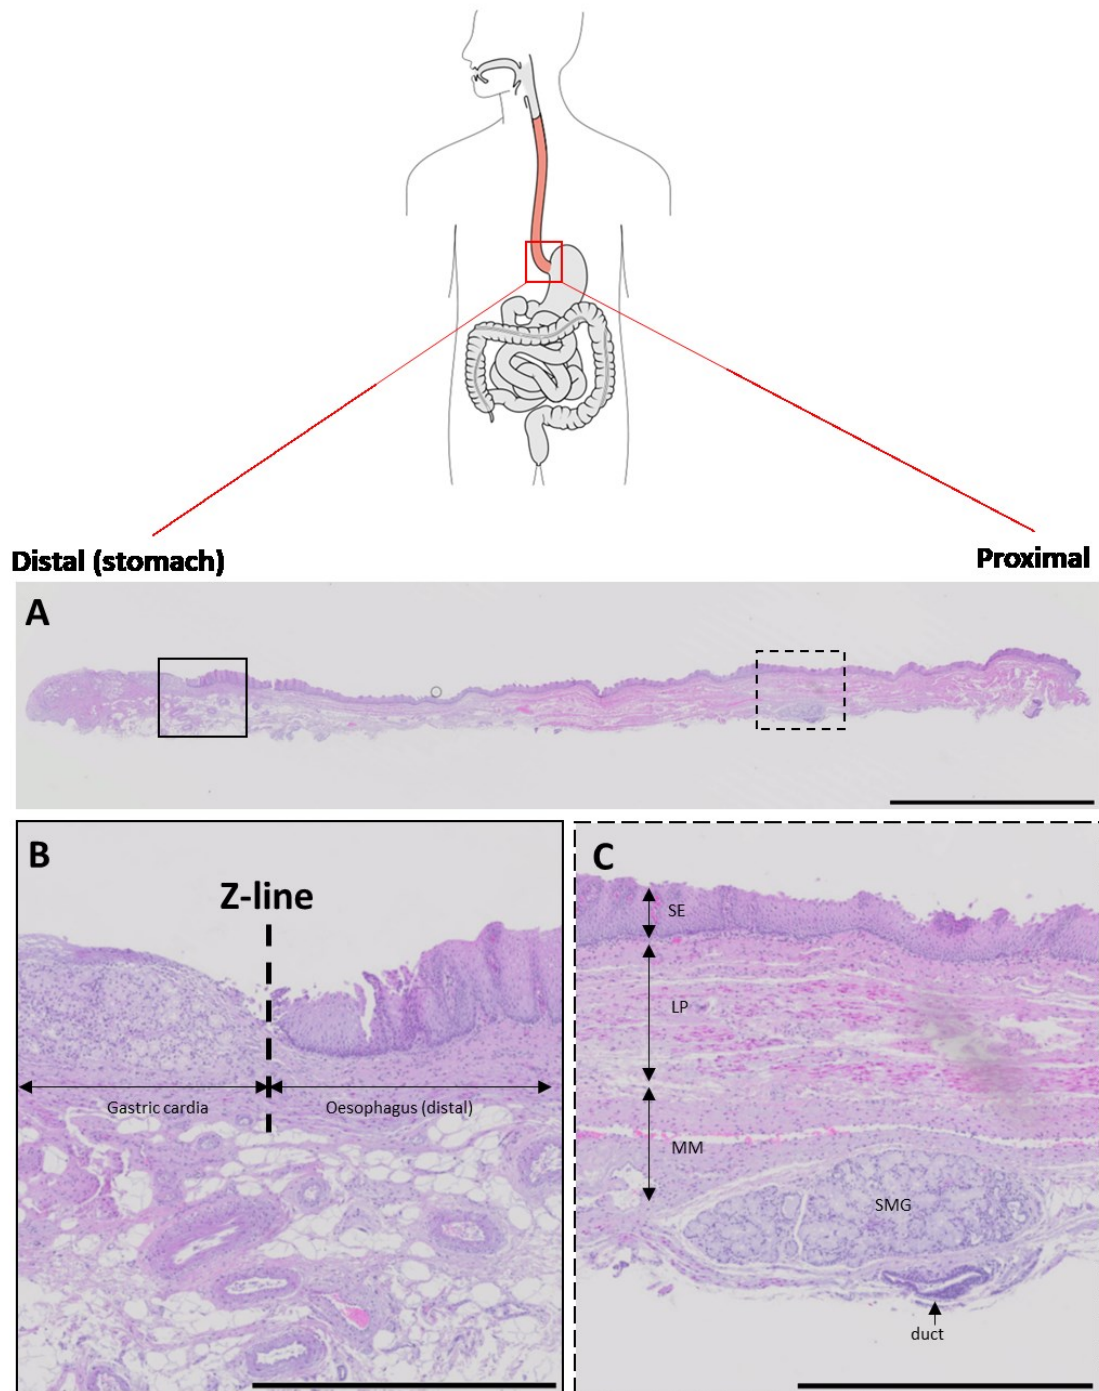 Distal (stomach)
Proximal
A
B
Z-line
Gastric cardia
Oesophagus (distal)
C
SE
LP
MM
SMG
duct